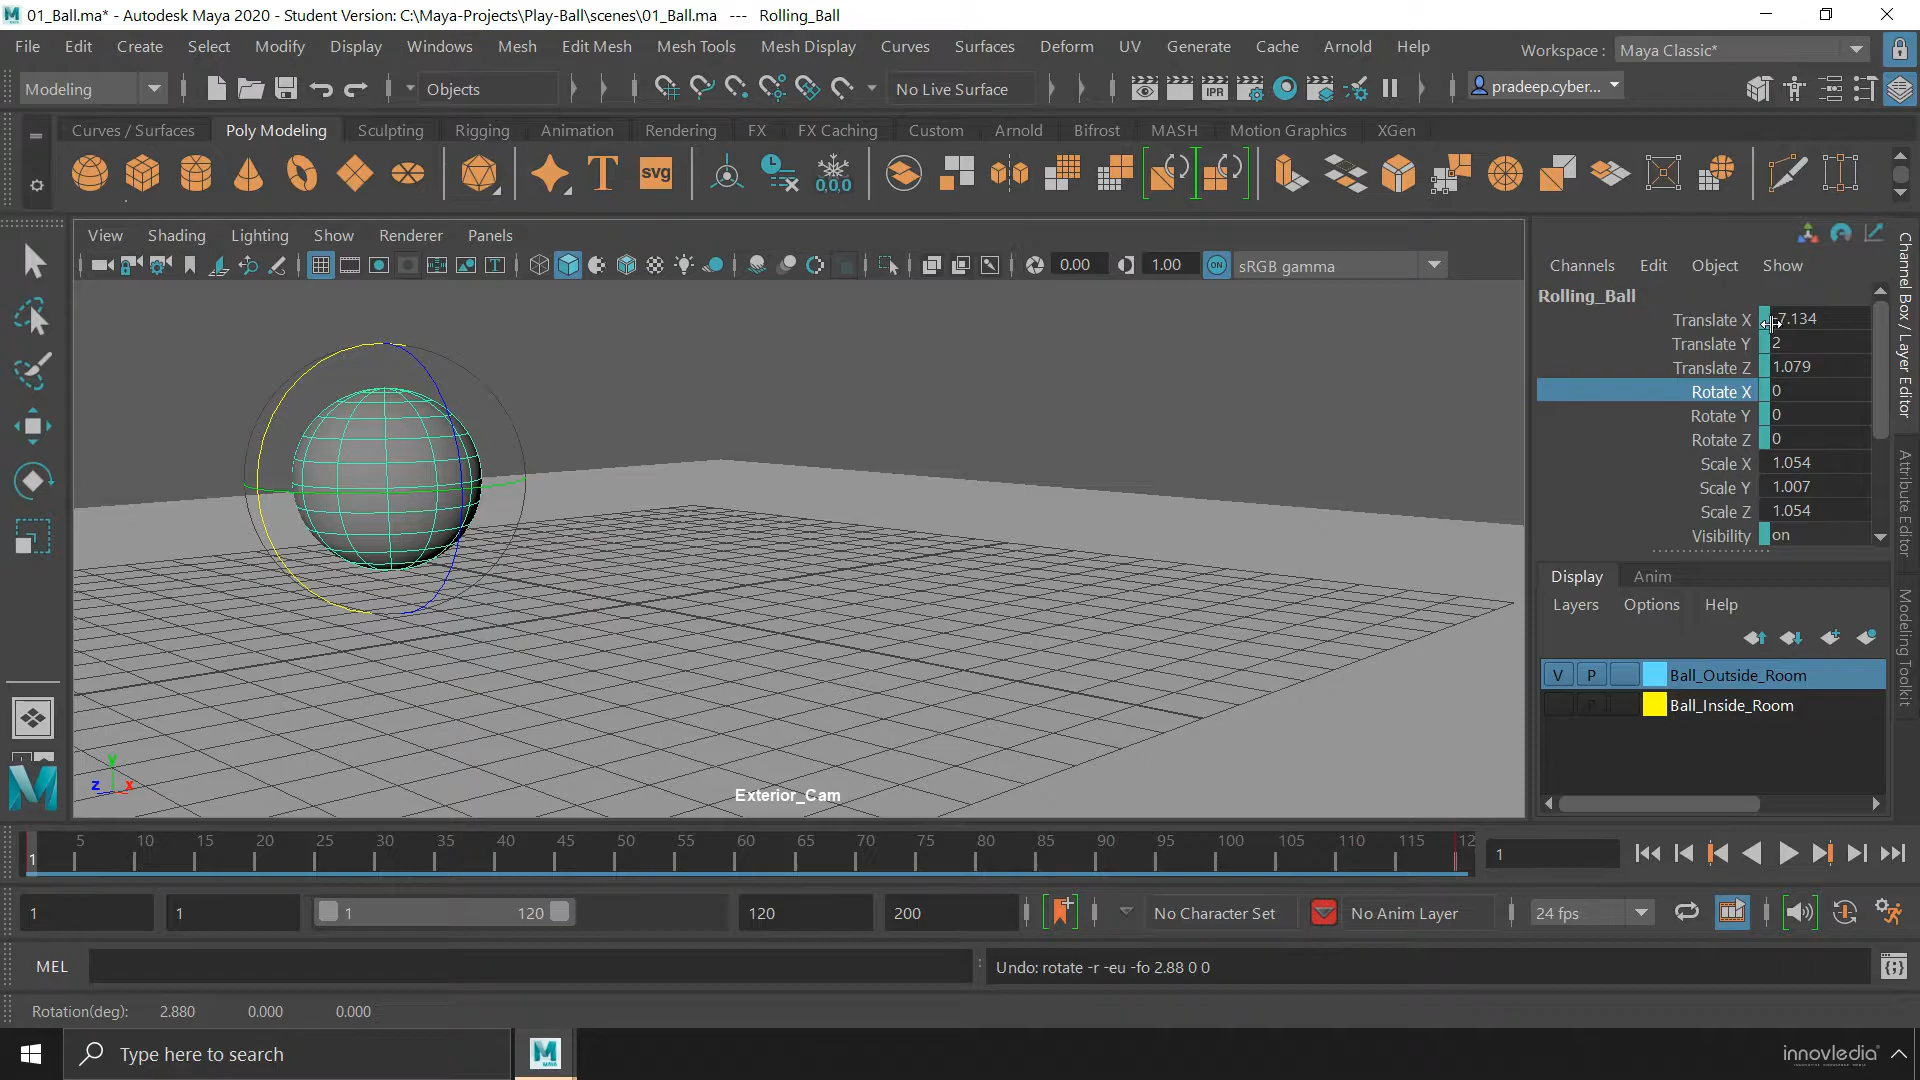 01_Ball.ma* - Autodesk Maya 2020 - Student Version: C:\Maya-Projects\Play-Ball\scenes\01_Ball.ma   ---   Rolling_Ball
File Edit Create Select Modify Display Windows Mesh Edit Mesh Mesh Tools Mesh Display Curves Surfaces Deform UV Generate Cache Arnold Help Workspace : Maya Classic*
Modeling Objects No Live Surface IPR pradeep.cyber...
Curves / Surfaces Poly Modeling Sculpting Rigging Animation Rendering FX FX Caching Custom Arnold Bifrost MASH Motion Graphics XGen
T svg 0,0,0
View Shading Lighting Show Renderer Panels
0.00 1.00 ON sRGB gamma
Channels Edit Object Show
Rolling_Ball
Translate X -7.134
Translate Y 2
Translate Z 1.079
Rotate X 0
Rotate Y 0
Rotate Z 0
Scale X 1.054
Scale Y 1.007
Scale Z 1.054
Visibility on
Channel Box / Layer Editor
Attribute Editor
Modeling Toolkit
Display Anim
Layers Options Help
V P Ball_Outside_Room
P Ball_Inside_Room
y
z x
Exterior_Cam
5 10 15 20 25 30 35 40 45 50 55 60 65 70 75 80 85 90 95 100 105 110 115 12
1 1
1 1 1 120 120 200 No Character Set No Anim Layer 24 fps
MEL : Undo: rotate -r -eu -fo 2.88 0 0
Rotation(deg): 2.880 0.000 0.000
Type here to search MAYA innovledia